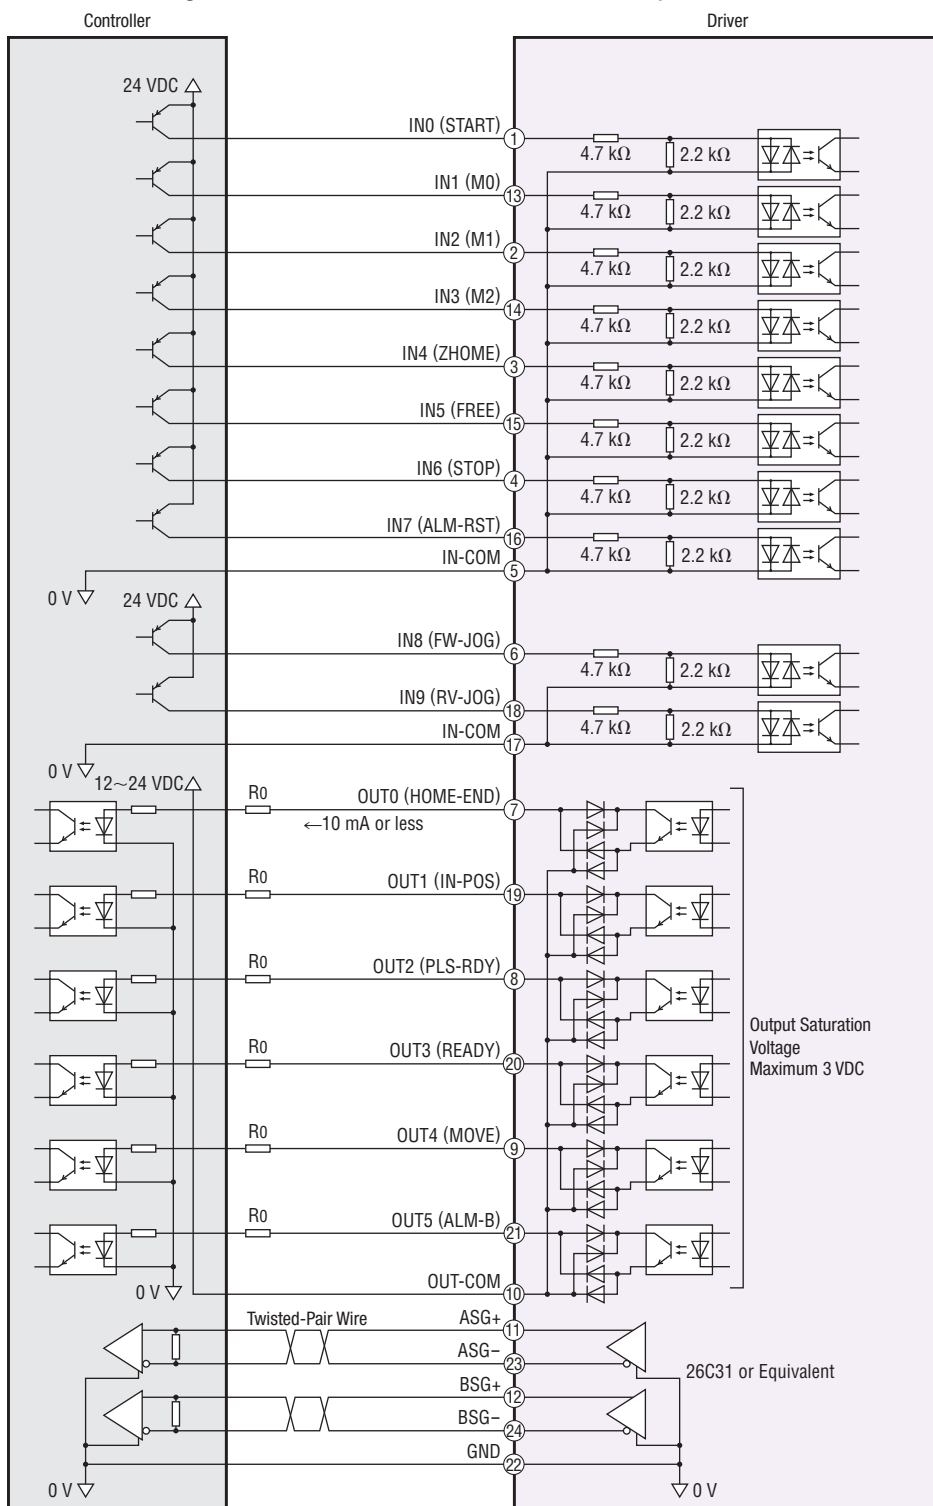 Controller
Driver
24 VDC
IN0 (START)
1
4.7 kΩ
2.2 kΩ
IN1 (M0)
13
4.7 kΩ
2.2 kΩ
IN2 (M1)
2
4.7 kΩ
2.2 kΩ
IN3 (M2)
14
4.7 kΩ
2.2 kΩ
IN4 (ZHOME)
3
4.7 kΩ
2.2 kΩ
IN5 (FREE)
15
4.7 kΩ
2.2 kΩ
IN6 (STOP)
4
4.7 kΩ
2.2 kΩ
IN7 (ALM-RST)
16
4.7 kΩ
2.2 kΩ
IN-COM
5
0 V
24 VDC
IN8 (FW-JOG)
6
4.7 kΩ
2.2 kΩ
IN9 (RV-JOG)
18
4.7 kΩ
2.2 kΩ
IN-COM
17
0 V
12~24 VDC
R0
OUT0 (HOME-END)
7
←10 mA or less
R0
OUT1 (IN-POS)
19
R0
OUT2 (PLS-RDY)
8
Output Saturation
Voltage
Maximum 3 VDC
R0
OUT3 (READY)
20
R0
OUT4 (MOVE)
9
R0
OUT5 (ALM-B)
21
0 V
OUT-COM
10
Twisted-Pair Wire
ASG+
11
ASG−
23
26C31 or Equivalent
BSG+
12
BSG−
24
GND
22
0 V
0 V